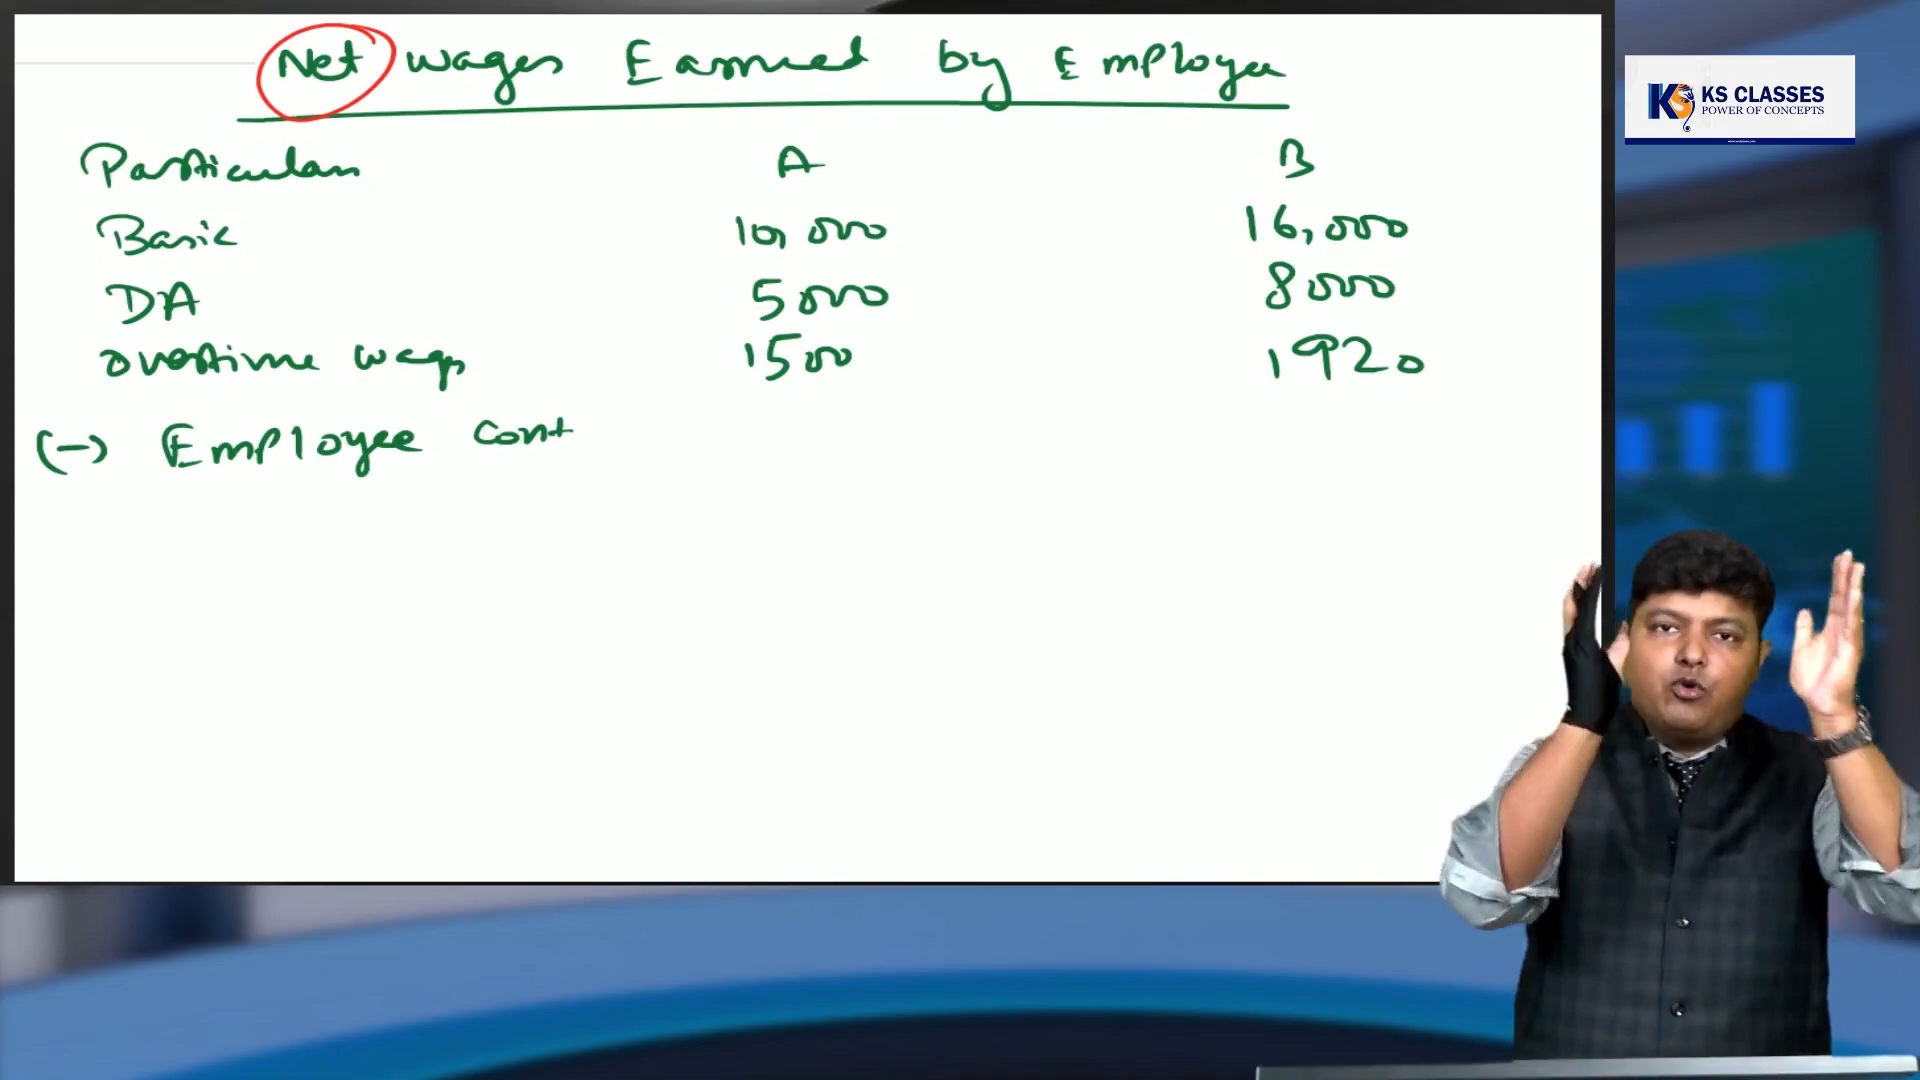 Net wages Earned by Employee
KS CLASSES
POWER OF CONCEPTS
Particulars A B
Basic 10,000 16,000
DA 5000 8000
overtime wages 1500 1920
(-) Employee cont